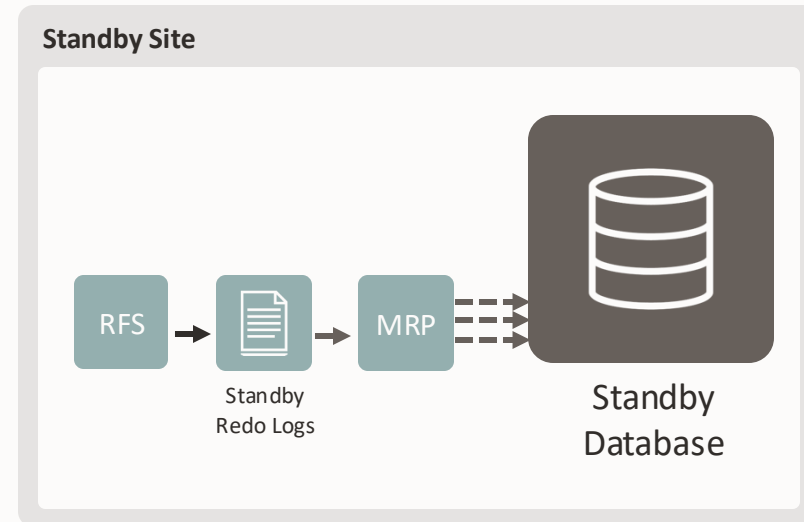 Standby Site
RFS
MRP
Standby
Redo Logs
Standby
Database